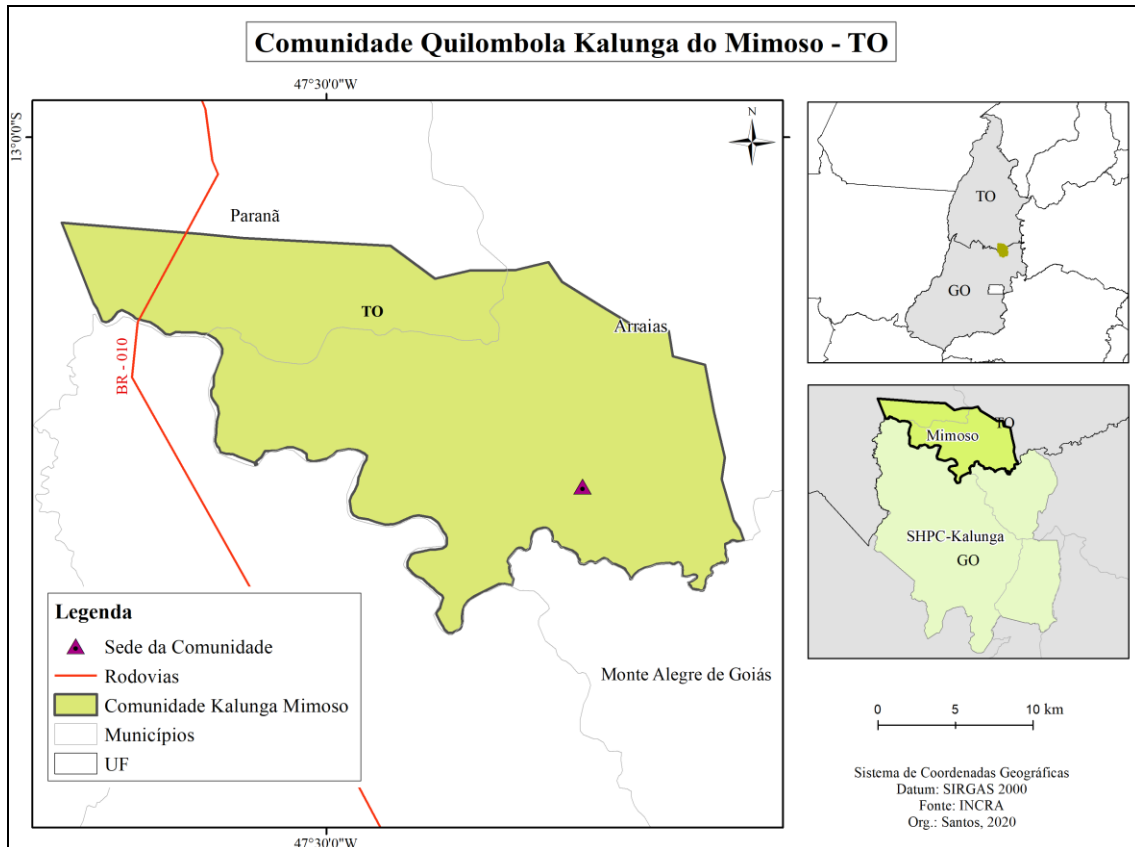 Comunidade Quilombola Kalunga do Mimoso - TO
47°30'0"W
13°0'0"S
N
Paranã
TO
Arraias
BR - 010
Monte Alegre de Goiás
Legenda
Sede da Comunidade
Rodovias
Comunidade Kalunga Mimoso
Municípios
UF
47°30'0"W
TO
GO
TO
Mimoso
SHPC-Kalunga
GO
0 5 10 km
Sistema de Coordenadas Geográficas
Datum: SIRGAS 2000
Fonte: INCRA
Org.: Santos, 2020